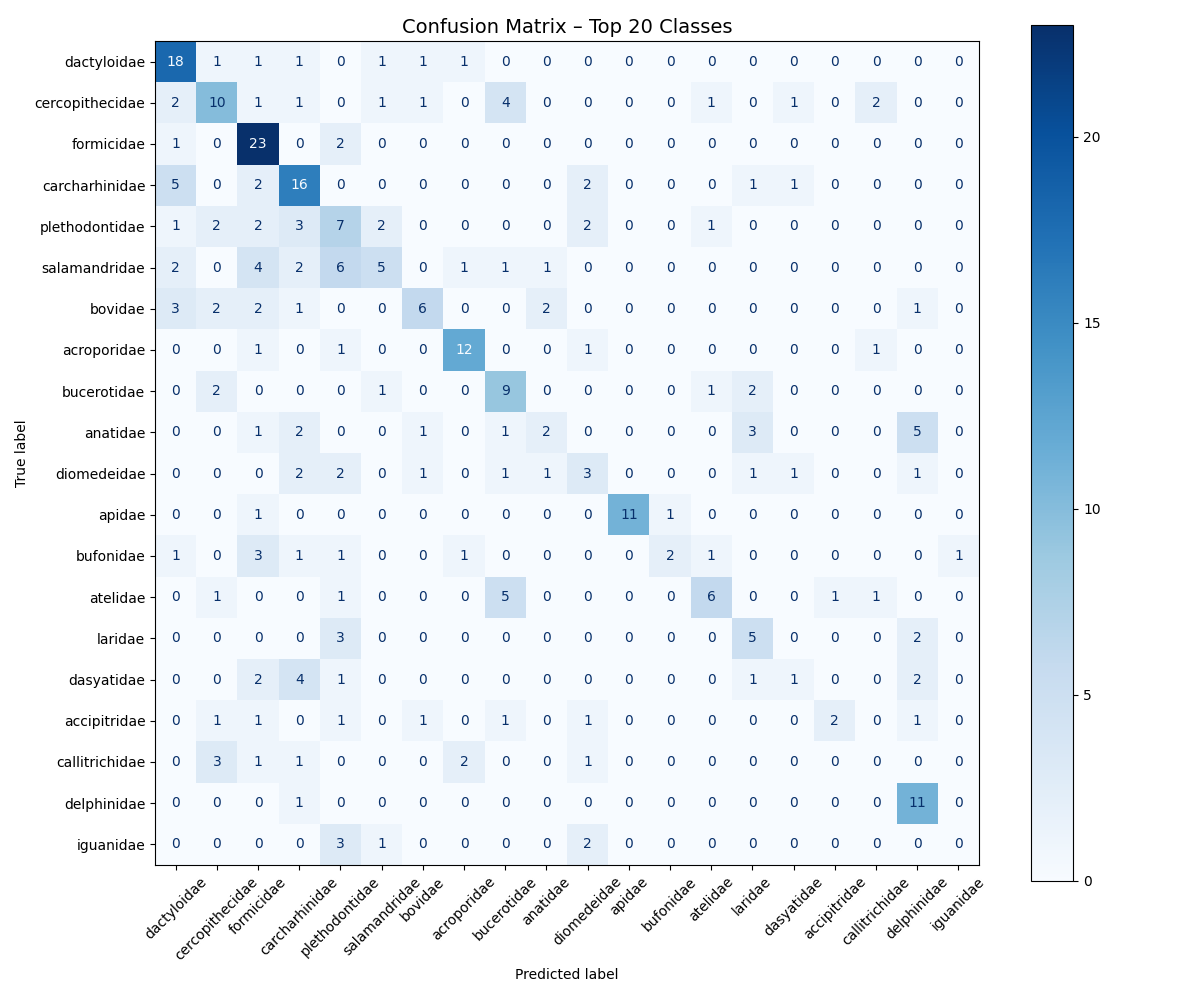 Confusion Matrix – Top 20 Classes
dactyloidae 18 1 1 1 0 1 1 1 0 0 0 0 0 0 0 0 0 0 0 0
cercopithecidae 2 10 1 1 0 1 1 0 4 0 0 0 0 1 0 1 0 2 0 0
formicidae 1 0 23 0 2 0 0 0 0 0 0 0 0 0 0 0 0 0 0 0
carcharhinidae 5 0 2 16 0 0 0 0 0 0 2 0 0 0 1 1 0 0 0 0
plethodontidae 1 2 2 3 7 2 0 0 0 0 2 0 0 1 0 0 0 0 0 0
salamandridae 2 0 4 2 6 5 0 1 1 1 0 0 0 0 0 0 0 0 0 0
bovidae 3 2 2 1 0 0 6 0 0 2 0 0 0 0 0 0 0 0 1 0
acroporidae 0 0 1 0 1 0 0 12 0 0 1 0 0 0 0 0 0 1 0 0
bucerotidae 0 2 0 0 0 1 0 0 9 0 0 0 0 1 2 0 0 0 0 0
anatidae 0 0 1 2 0 0 1 0 1 2 0 0 0 0 3 0 0 0 5 0
diomedeidae 0 0 0 2 2 0 1 0 1 1 3 0 0 0 1 1 0 0 1 0
apidae 0 0 1 0 0 0 0 0 0 0 0 11 1 0 0 0 0 0 0 0
bufonidae 1 0 3 1 1 0 0 1 0 0 0 0 2 1 0 0 0 0 0 1
atelidae 0 1 0 0 1 0 0 0 5 0 0 0 0 6 0 0 1 1 0 0
laridae 0 0 0 0 3 0 0 0 0 0 0 0 0 0 5 0 0 0 2 0
dasyatidae 0 0 2 4 1 0 0 0 0 0 0 0 0 0 1 1 0 0 2 0
accipitridae 0 1 1 0 1 0 1 0 1 0 1 0 0 0 0 0 2 0 1 0
callitrichidae 0 3 1 1 0 0 0 2 0 0 1 0 0 0 0 0 0 0 0 0
delphinidae 0 0 0 1 0 0 0 0 0 0 0 0 0 0 0 0 0 0 11 0
iguanidae 0 0 0 0 3 1 0 0 0 0 2 0 0 0 0 0 0 0 0 0
True label
dactyloidae
cercopithecidae
formicidae
carcharhinidae
plethodontidae
salamandridae
bovidae
acroporidae
bucerotidae
anatidae
diomedeidae
apidae
bufonidae
atelidae
laridae
dasyatidae
accipitridae
callitrichidae
delphinidae
iguanidae
Predicted label
20
15
10
5
0